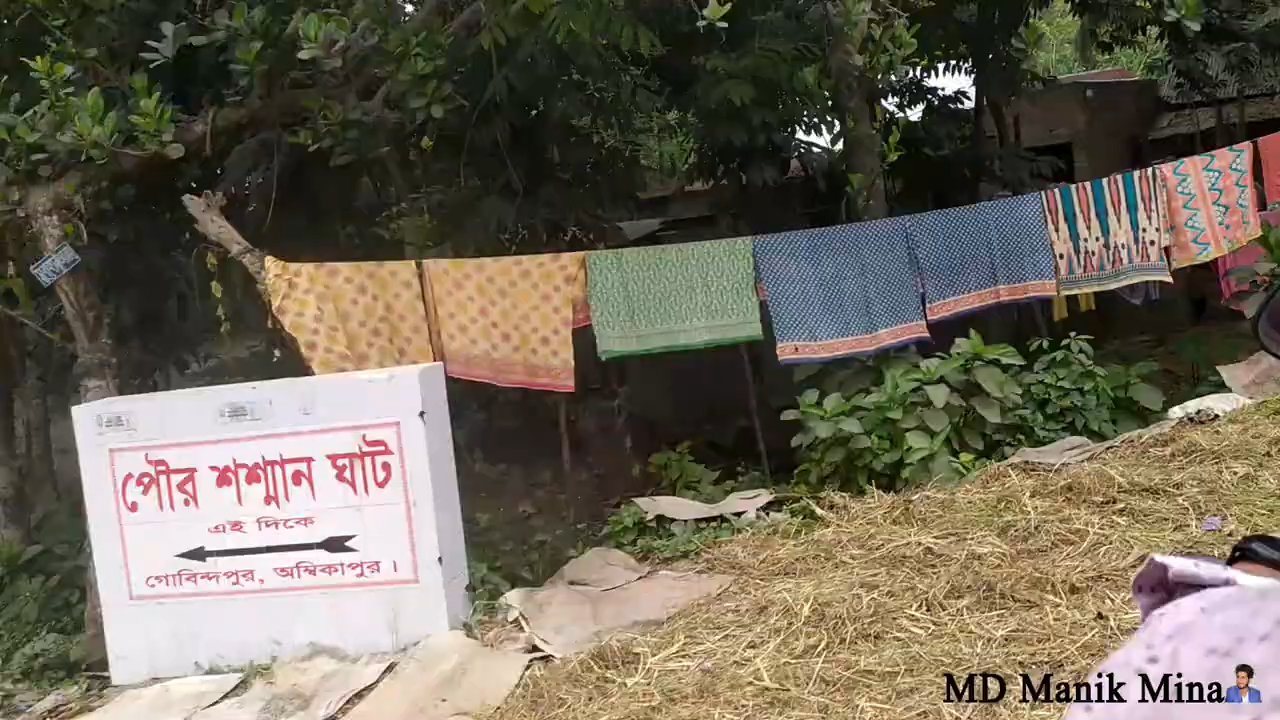 পৌর শশ্মান ঘাট
এই দিকে
গোবিন্দপুর, অম্বিকাপুর।
MD Manik Mina